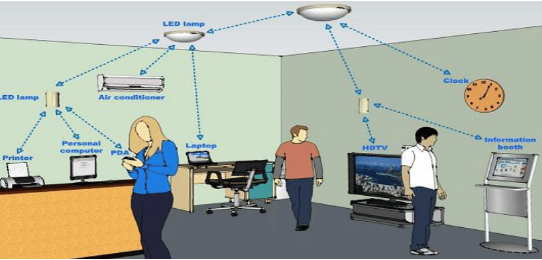 LED lamp
Clock
LED lamp
Air conditioner
Personal
computer
PDA
Laptop
Printer
HDTV
Information
booth